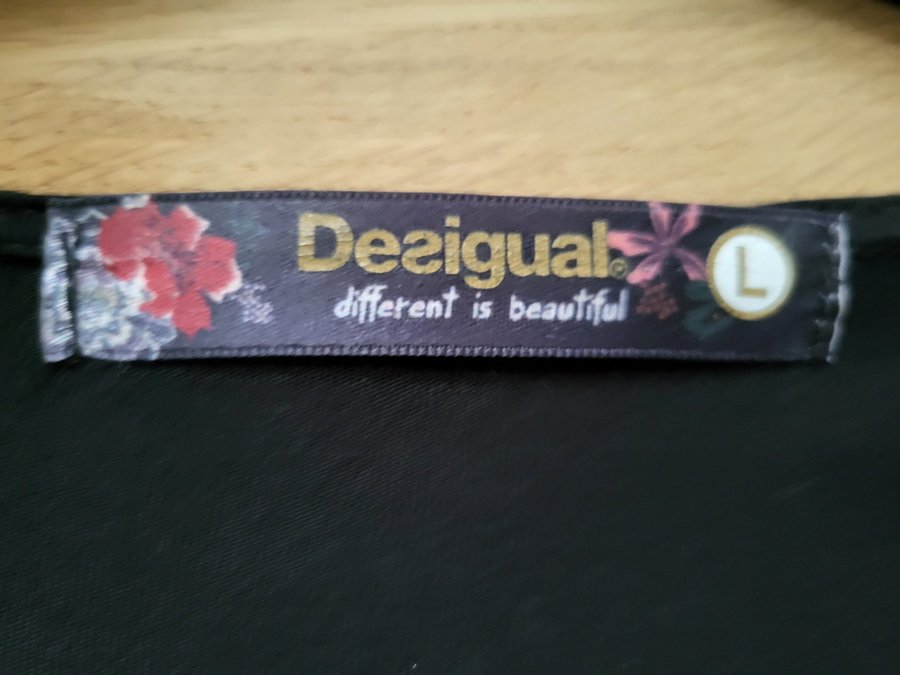 Desigual®
different is beautiful
L